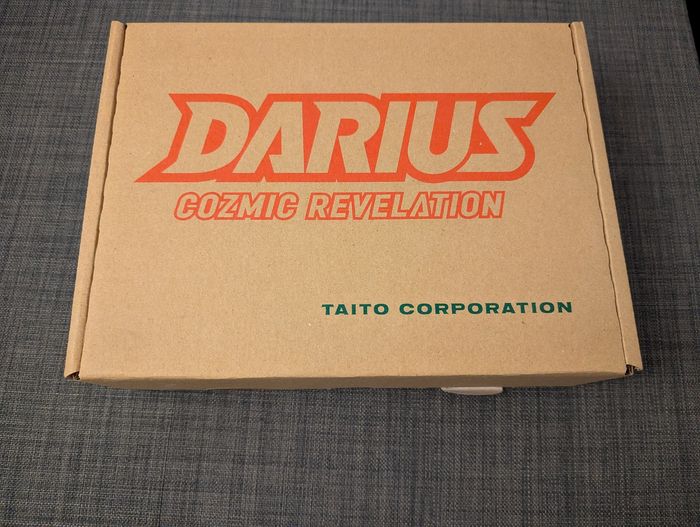 DARIUS
COZMIC REVELATION
TAITO CORPORATION